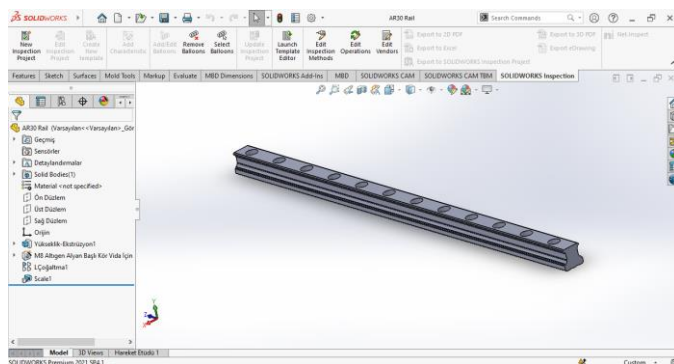 SOLIDWORKS
AR30 Rail
Search Commands
New Inspection Project
Edit Inspection Project
Create New template
Add Characteristic
Add/Edit Balloons
Remove Balloons
Select Balloons
Update Inspection Project
Launch Template Editor
Edit Inspection Methods
Edit Operations
Edit Vendors
Export to 2D PDF
Export to Excel
Export to SOLIDWORKS Inspection Project
Export to 3D PDF
Export eDrawing
Net-Inspect
Features Sketch Surfaces Mold Tools Markup Evaluate MBD Dimensions SOLIDWORKS Add-Ins MBD SOLIDWORKS CAM SOLIDWORKS CAM TBM SOLIDWORKS Inspection
AR30 Rail (Varsayılan<<Varsayılan>_Gör
Geçmiş
Sensörler
Detaylandırmalar
Solid Bodies(1)
Material <not specified>
Ön Düzlem
Üst Düzlem
Sağ Düzlem
Orijin
Yükseklik-Ekstrüzyon1
M8 Altıgen Alyan Başlı Kör Vida İçin
LÇoğaltma1
Scale1
Model 3D Views Hareket Etüdü 1
SOLIDWORKS Premium 2021 SP4.1
Custom